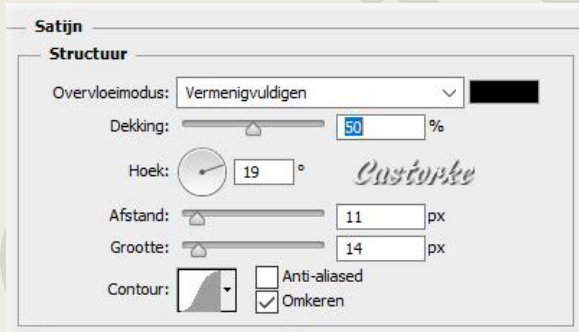 Satijn
Structuur
Overvloeimodus: Vermenigvuldigen
Dekking: 50 %
Hoek: 19 °
Castorke
Afstand: 11 px
Grootte: 14 px
Contour: Anti-aliased
Omkeren